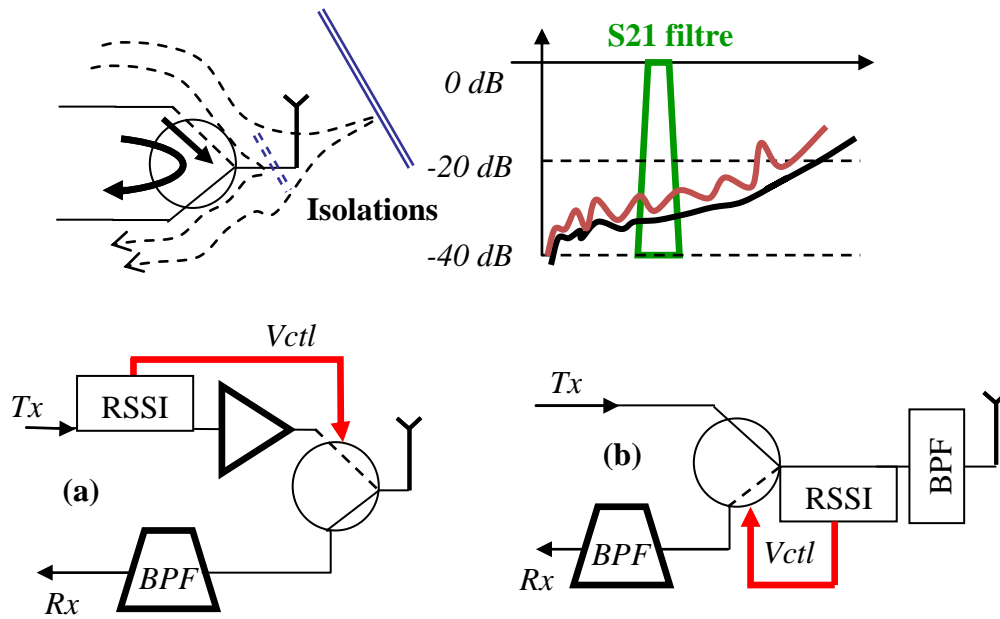 S21 filtre
0 dB
-20 dB
Isolations
-40 dB
Vctl
Tx
RSSI
(a)
BPF
Rx
Tx
(b)
RSSI
BPF
Vctl
BPF
Rx